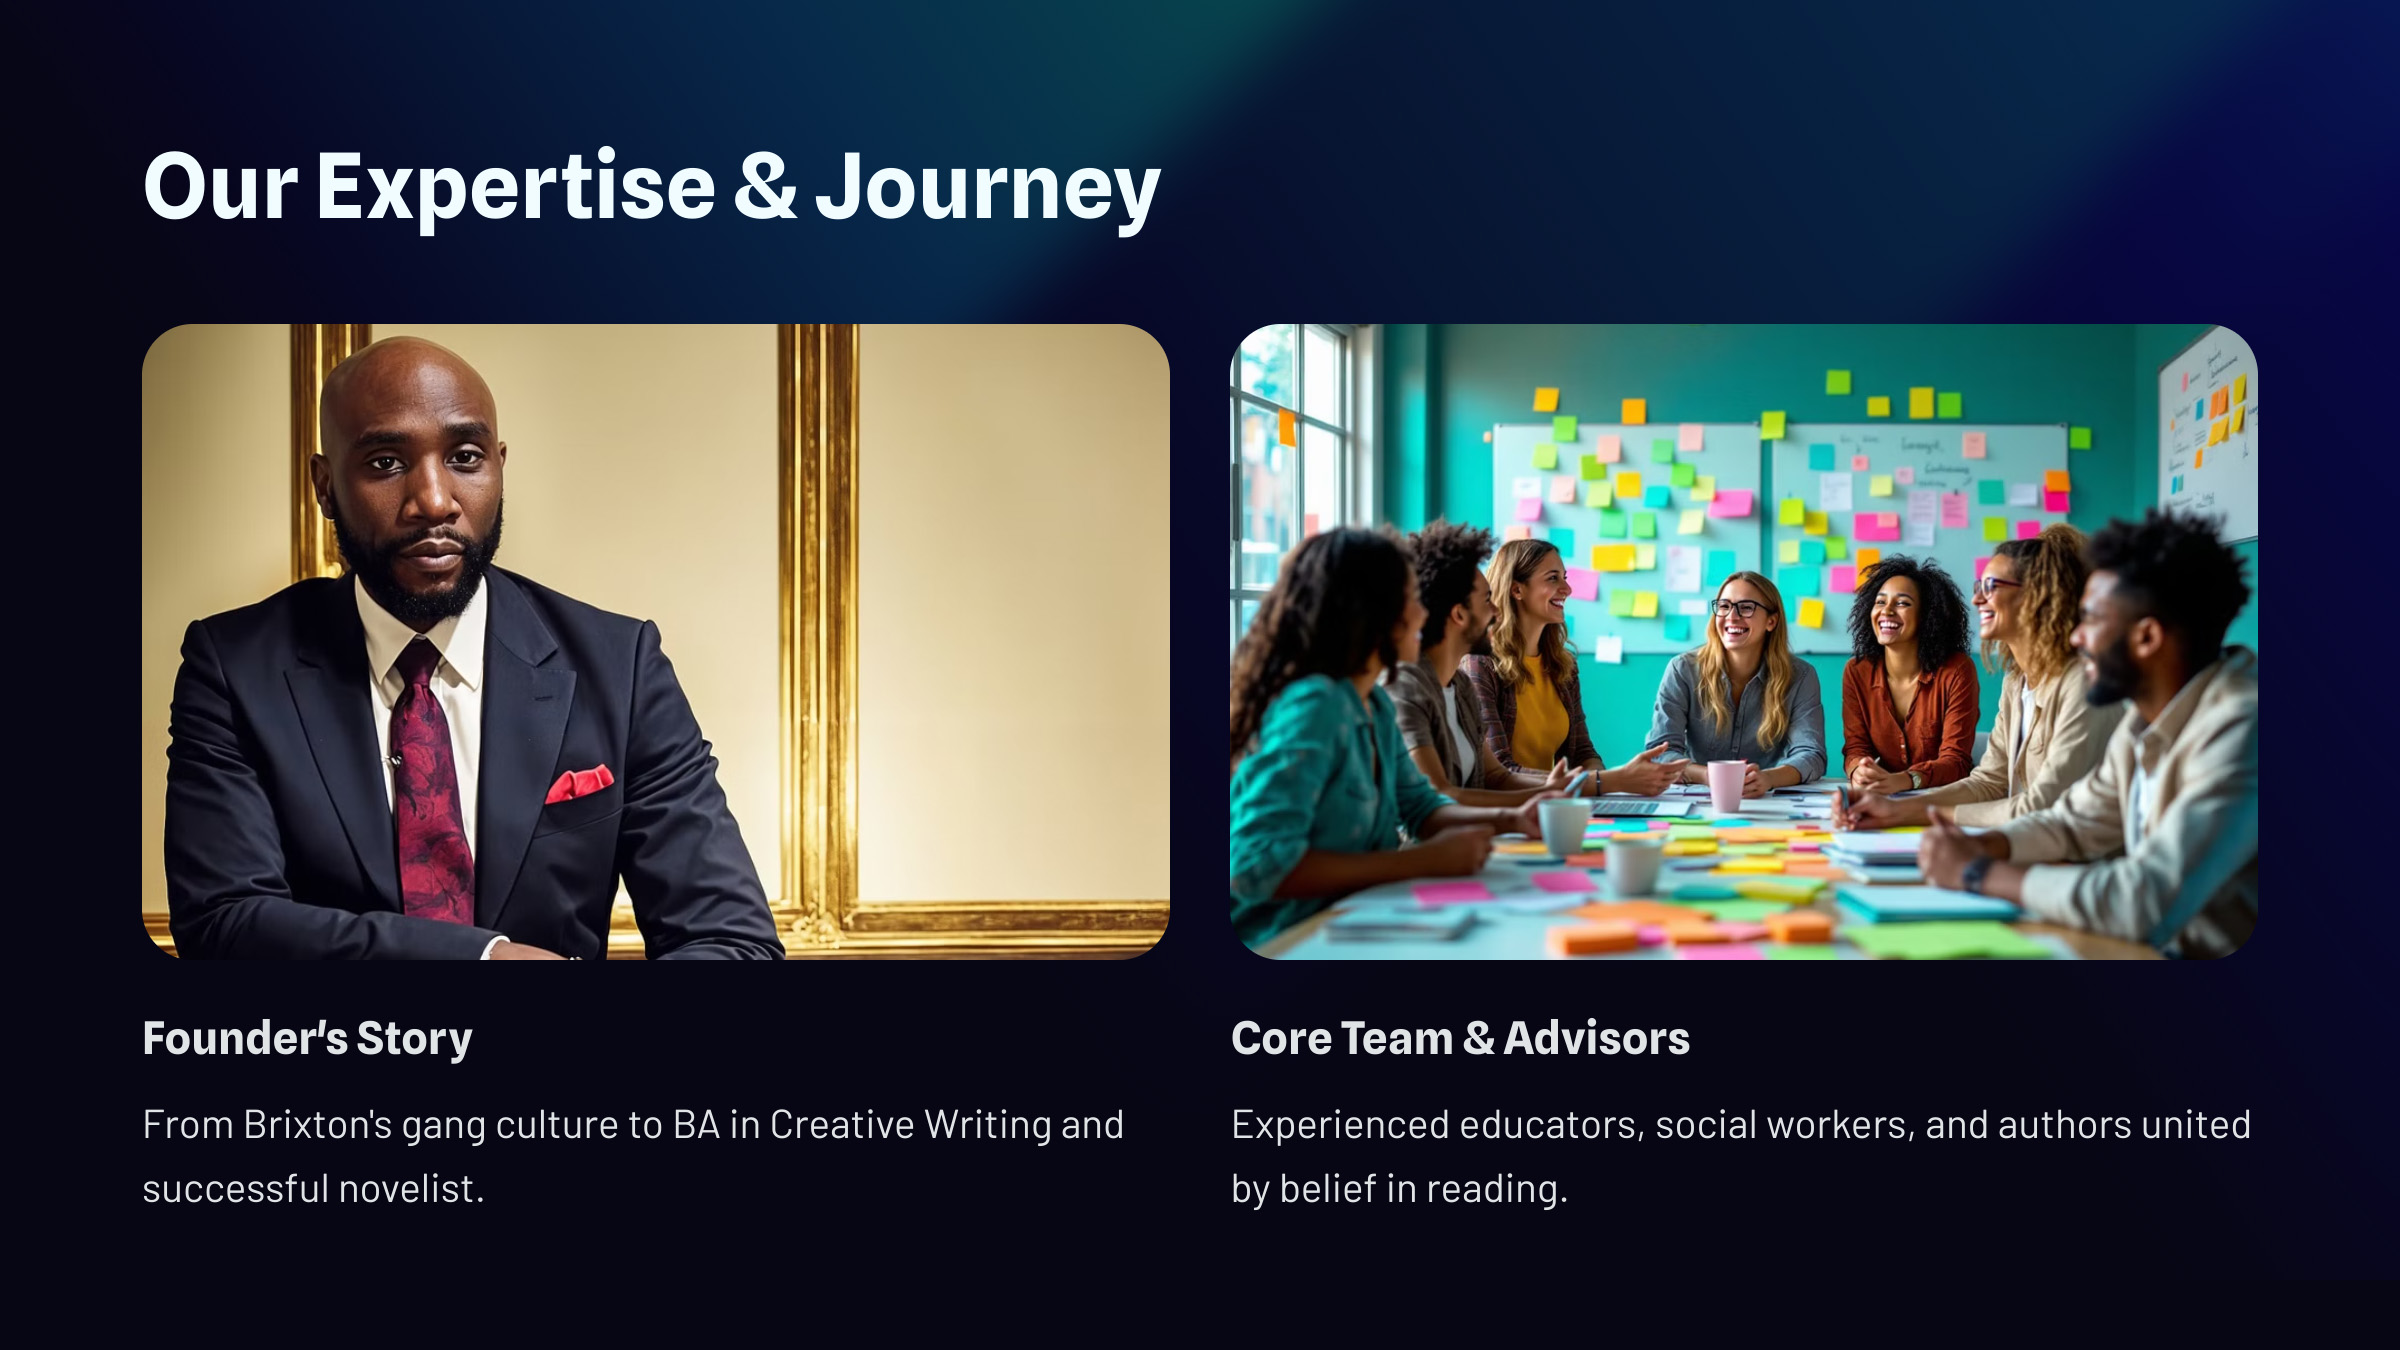 Our Expertise & Journey
Founder's Story
From Brixton's gang culture to BA in Creative Writing and
successful novelist.
Core Team & Advisors
Experienced educators, social workers, and authors united
by belief in reading.